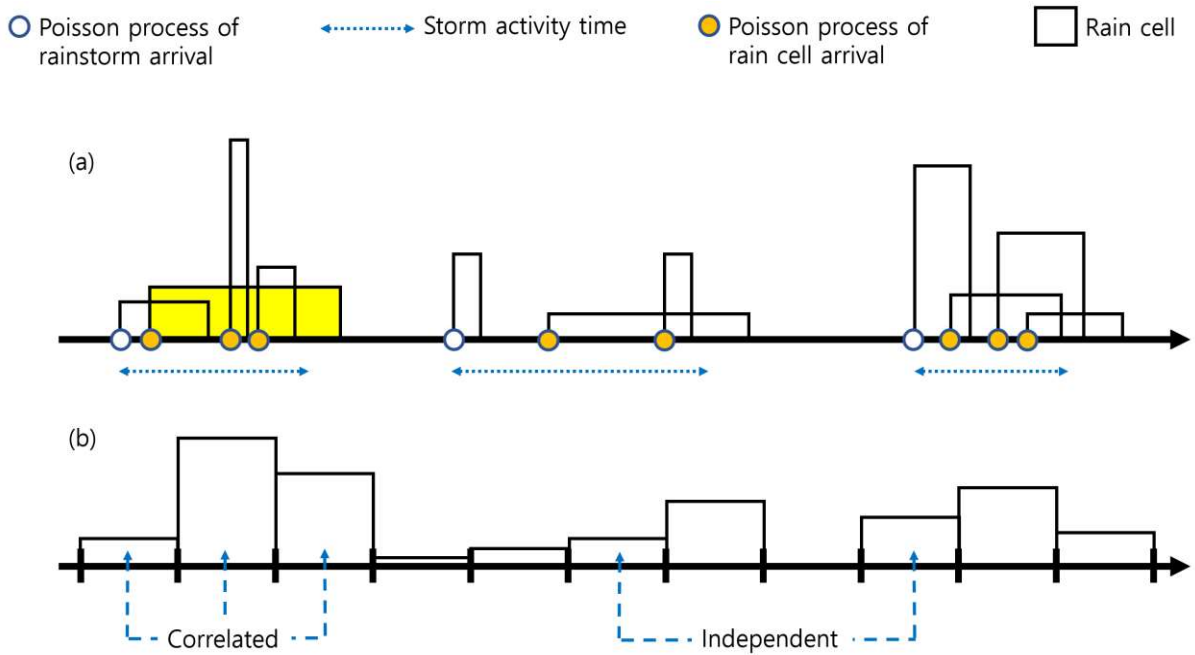 Poisson process of
rainstorm arrival
Storm activity time
Poisson process of
rain cell arrival
Rain cell
(a)
(b)
Correlated
Independent